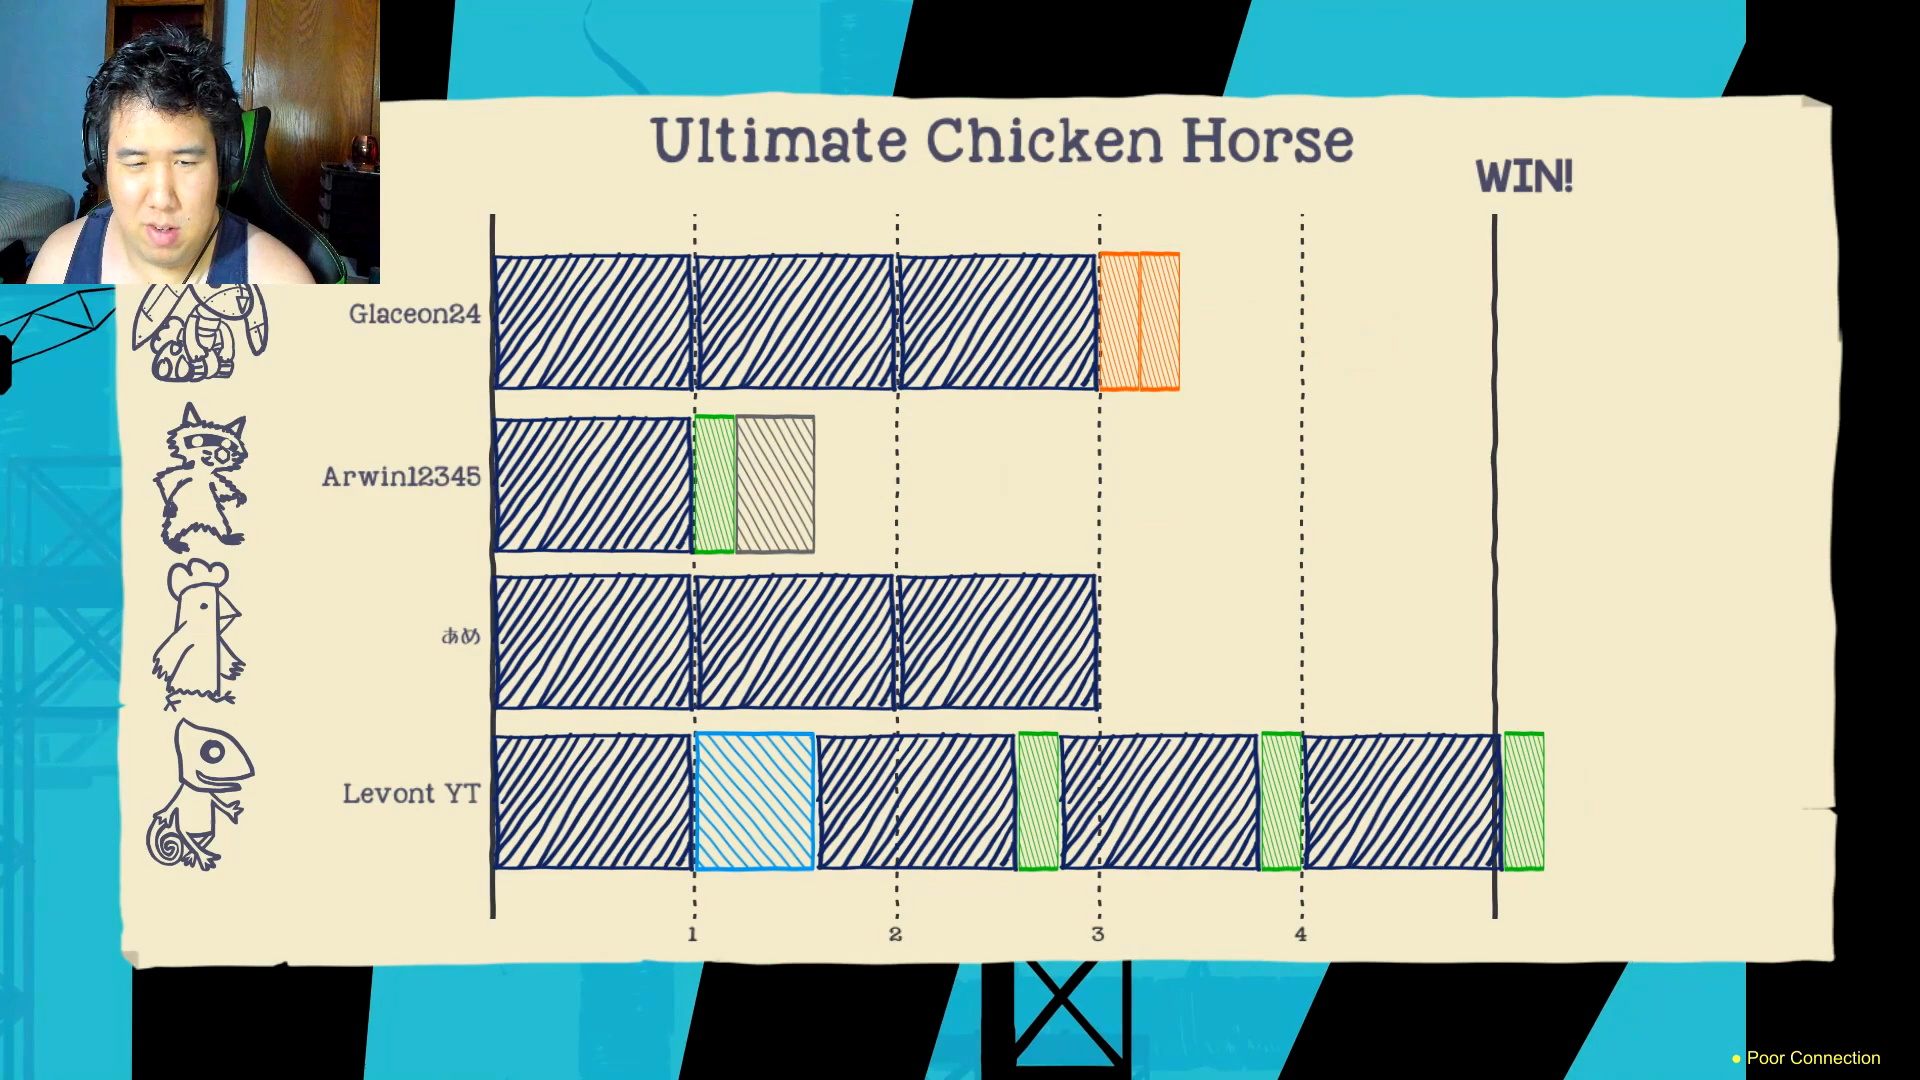 Ultimate Chicken Horse
WIN!
Glaceon24
Arwin12345
あめ
Levont YT
1 2 3 4
Poor Connection